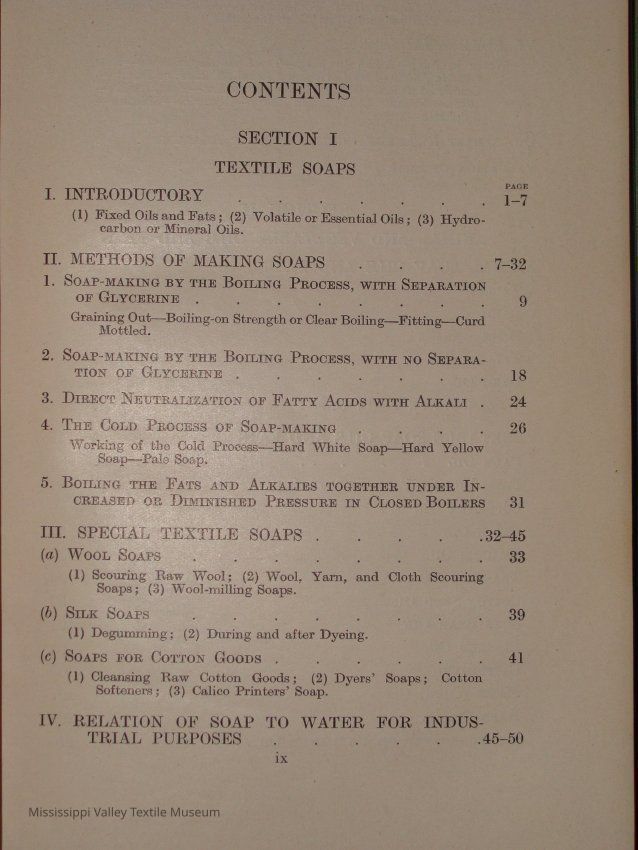 CONTENTS
SECTION I
TEXTILE SOAPS
PAGE
I. INTRODUCTORY . . . . . . . 1–7
(1) Fixed Oils and Fats; (2) Volatile or Essential Oils; (3) Hydro-
carbon or Mineral Oils.
II. METHODS OF MAKING SOAPS . . . . 7–32
1. SOAP-MAKING BY THE BOILING PROCESS, WITH SEPARATION
OF GLYCERINE . . . . . . . . 9
Graining Out—Boiling-on Strength or Clear Boiling—Fitting—Curd
Mottled.
2. SOAP-MAKING BY THE BOILING PROCESS, WITH NO SEPARA-
TION OF GLYCERINE . . . . . . . 18
3. DIRECT NEUTRALIZATION OF FATTY ACIDS WITH ALKALI . 24
4. THE COLD PROCESS OF SOAP-MAKING . . . . 26
Working of the Cold Process—Hard White Soap—Hard Yellow
Soap—Pale Soap.
5. BOILING THE FATS AND ALKALIES TOGETHER UNDER IN-
CREASED OR DIMINISHED PRESSURE IN CLOSED BOILERS 31
III. SPECIAL TEXTILE SOAPS . . . . . 32–45
(a) WOOL SOAPS . . . . . . . . 33
(1) Scouring Raw Wool; (2) Wool, Yarn, and Cloth Scouring
Soaps; (3) Wool-milling Soaps.
(b) SILK SOAPS . . . . . . . . 39
(1) Degumming; (2) During and after Dyeing.
(c) SOAPS FOR COTTON GOODS . . . . . . 41
(1) Cleansing Raw Cotton Goods; (2) Dyers' Soaps; Cotton
Softeners; (3) Calico Printers' Soap.
IV. RELATION OF SOAP TO WATER FOR INDUS-
TRIAL PURPOSES . . . . . . 45–50
ix
Mississippi Valley Textile Museum